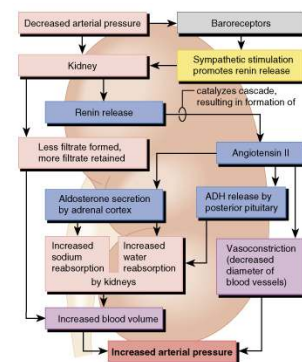 Decreased arterial pressure
Baroreceptors
Kidney
Sympathetic stimulation
promotes renin release
catalyzes cascade,
resulting in formation of
Renin release
Less filtrate formed,
more filtrate retained
Angiotensin II
Aldosterone secretion
by adrenal cortex
ADH release by
posterior pituitary
Increased
sodium
reabsorption
Increased
water
reabsorption
by kidneys
Vasoconstriction
(decreased
diameter of
blood vessels)
Increased blood volume
Increased arterial pressure